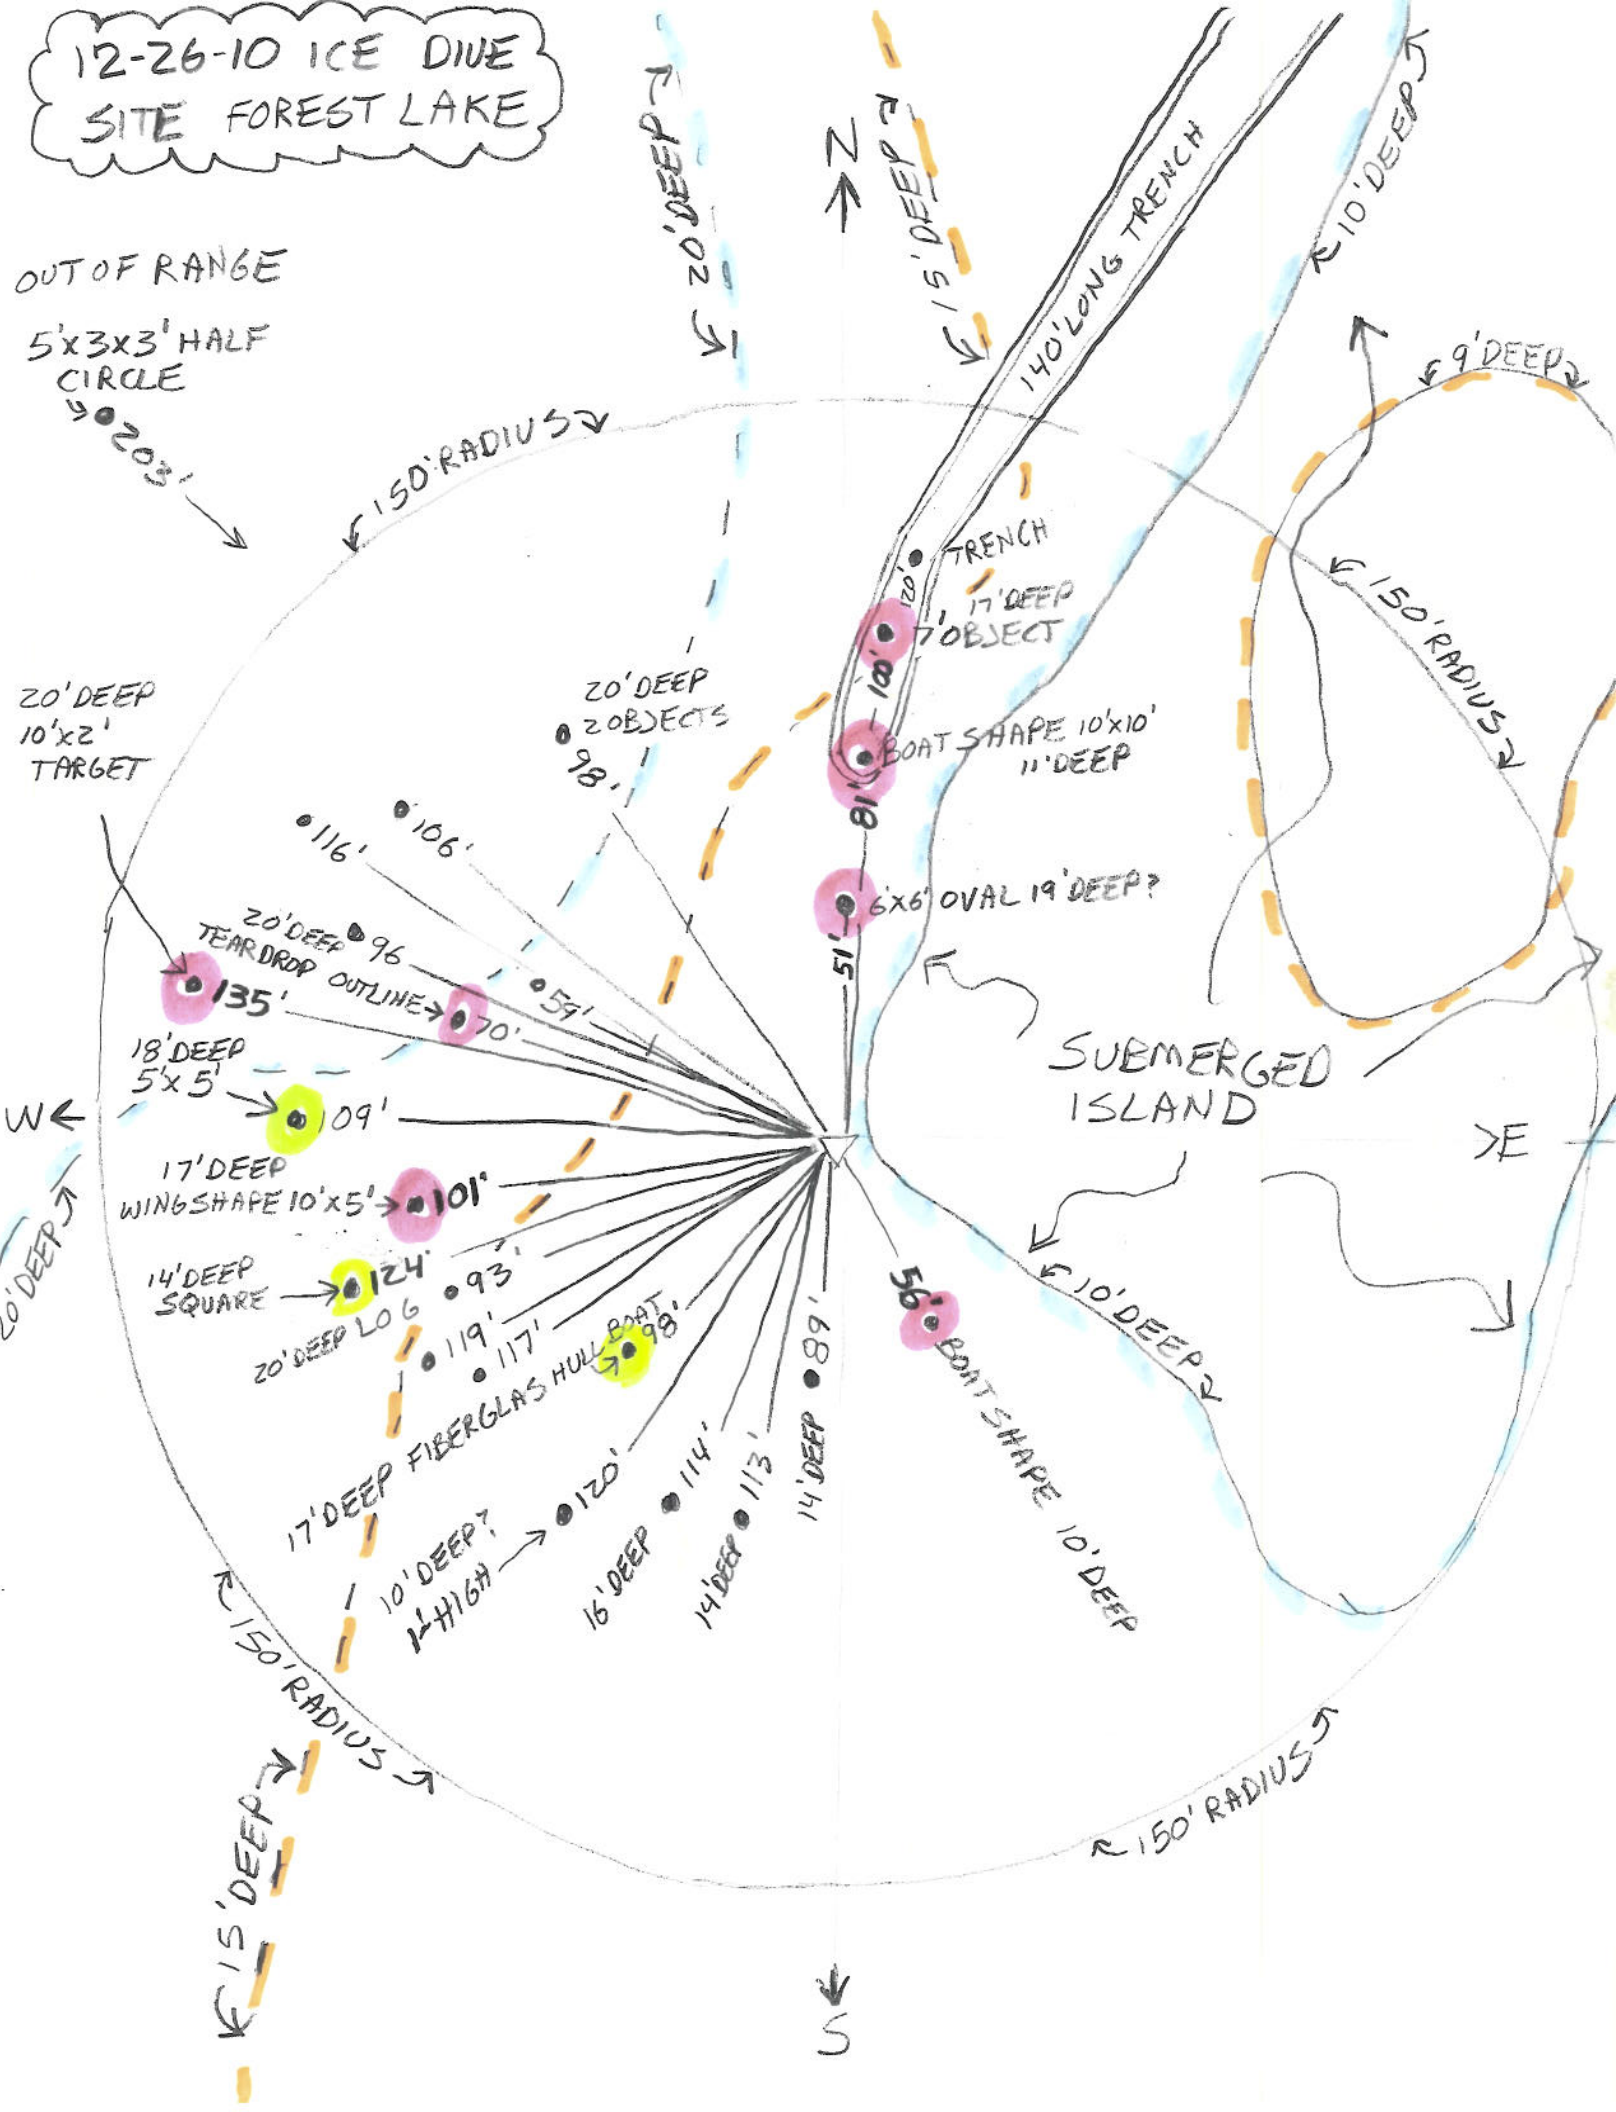 12-26-10 ICE DIVE
SITE FOREST LAKE
20' DEEP
N
15' DEEP
140' LONG TRENCH
10' DEEP
OUT OF RANGE
5'x3x3' HALF
CIRCLE
203'
150' RADIUS
9' DEEP
TRENCH
120'
17' DEEP
7' OBJECT
100'
150' RADIUS
20' DEEP
10'x2'
TARGET
20' DEEP
2 OBJECTS
98'
BOAT SHAPE 10'x10'
11' DEEP
81'
116'
106'
6'x6' OVAL 19' DEEP?
51'
20' DEEP
96
TEARDROP OUTLINE
135'
59'
70'
18' DEEP
5'x5'
109'
SUBMERGED
ISLAND
W
E
17' DEEP
WINGSHAPE 10'x5'
101'
20' DEEP
14' DEEP
SQUARE
124'
93'
20' DEEP LOG
119'
117'
17' DEEP FIBERGLAS HULL BOAT
98'
89'
14' DEEP
56'
BOAT SHAPE 10' DEEP
10' DEEP
120'
10' DEEP?
1' HIGH
114'
16' DEEP
113'
14' DEEP
150' RADIUS
150' RADIUS
15' DEEP
S